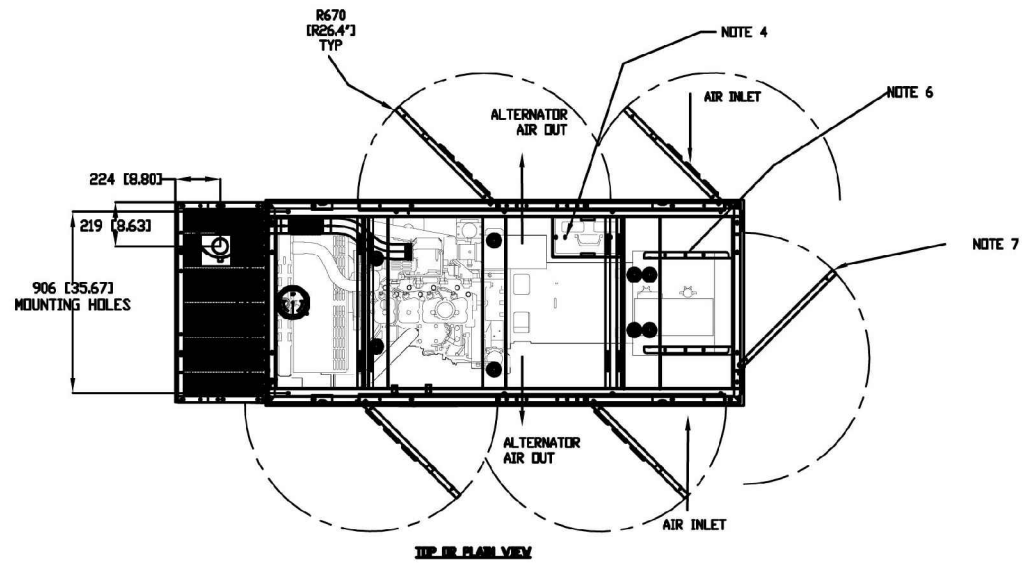 R670
[R26.4"]
TYP
NOTE 4
AIR INLET
NOTE 6
ALTERNATOR
AIR OUT
224 [8.80]
219 [8.63]
NOTE 7
906 [35.67]
MOUNTING HOLES
ALTERNATOR
AIR OUT
AIR INLET
TOP OR PLAIN VIEW